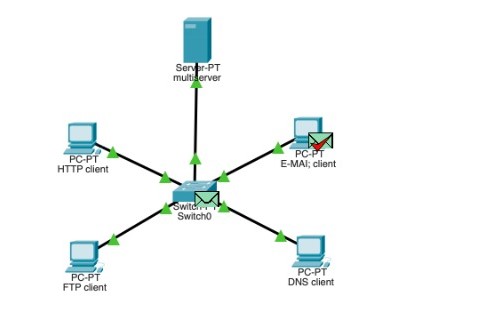 Server-PT
multiserver
PC-PT
HTTP client
PC-PT
E-MAI; client
Switch-PT
Switch0
PC-PT
FTP client
PC-PT
DNS client